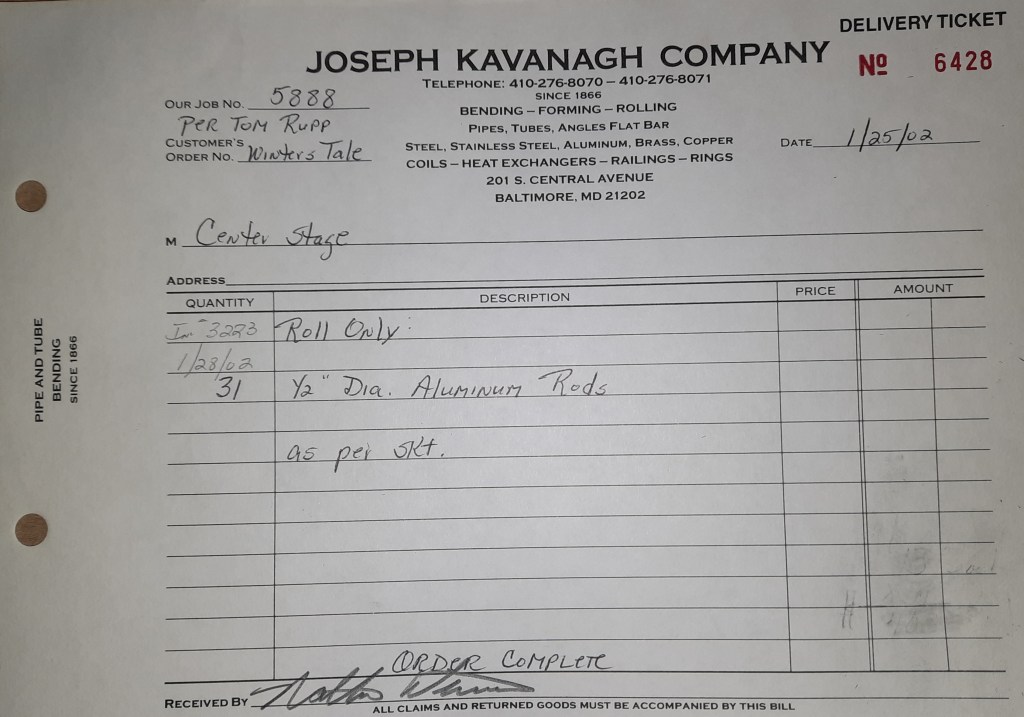 DELIVERY TICKET
JOSEPH KAVANAGH COMPANY
Nº 6428
TELEPHONE: 410-276-8070 – 410-276-8071
SINCE 1866
BENDING – FORMING – ROLLING
PIPES, TUBES, ANGLES FLAT BAR
STEEL, STAINLESS STEEL, ALUMINUM, BRASS, COPPER
COILS – HEAT EXCHANGERS – RAILINGS – RINGS
201 S. CENTRAL AVENUE
BALTIMORE, MD 21202
OUR JOB NO. 5888
PER TOM RUPP
CUSTOMER'S
ORDER NO. Winters Tale
DATE 1/25/02
M Center Stage
ADDRESS
QUANTITY DESCRIPTION PRICE AMOUNT
3223 Roll Only:
1/28/02
31 1/2" Dia. Aluminum Rods
as per skt.
ORDER COMPLETE
RECEIVED BY
ALL CLAIMS AND RETURNED GOODS MUST BE ACCOMPANIED BY THIS BILL
PIPE AND TUBE
BENDING
SINCE 1866